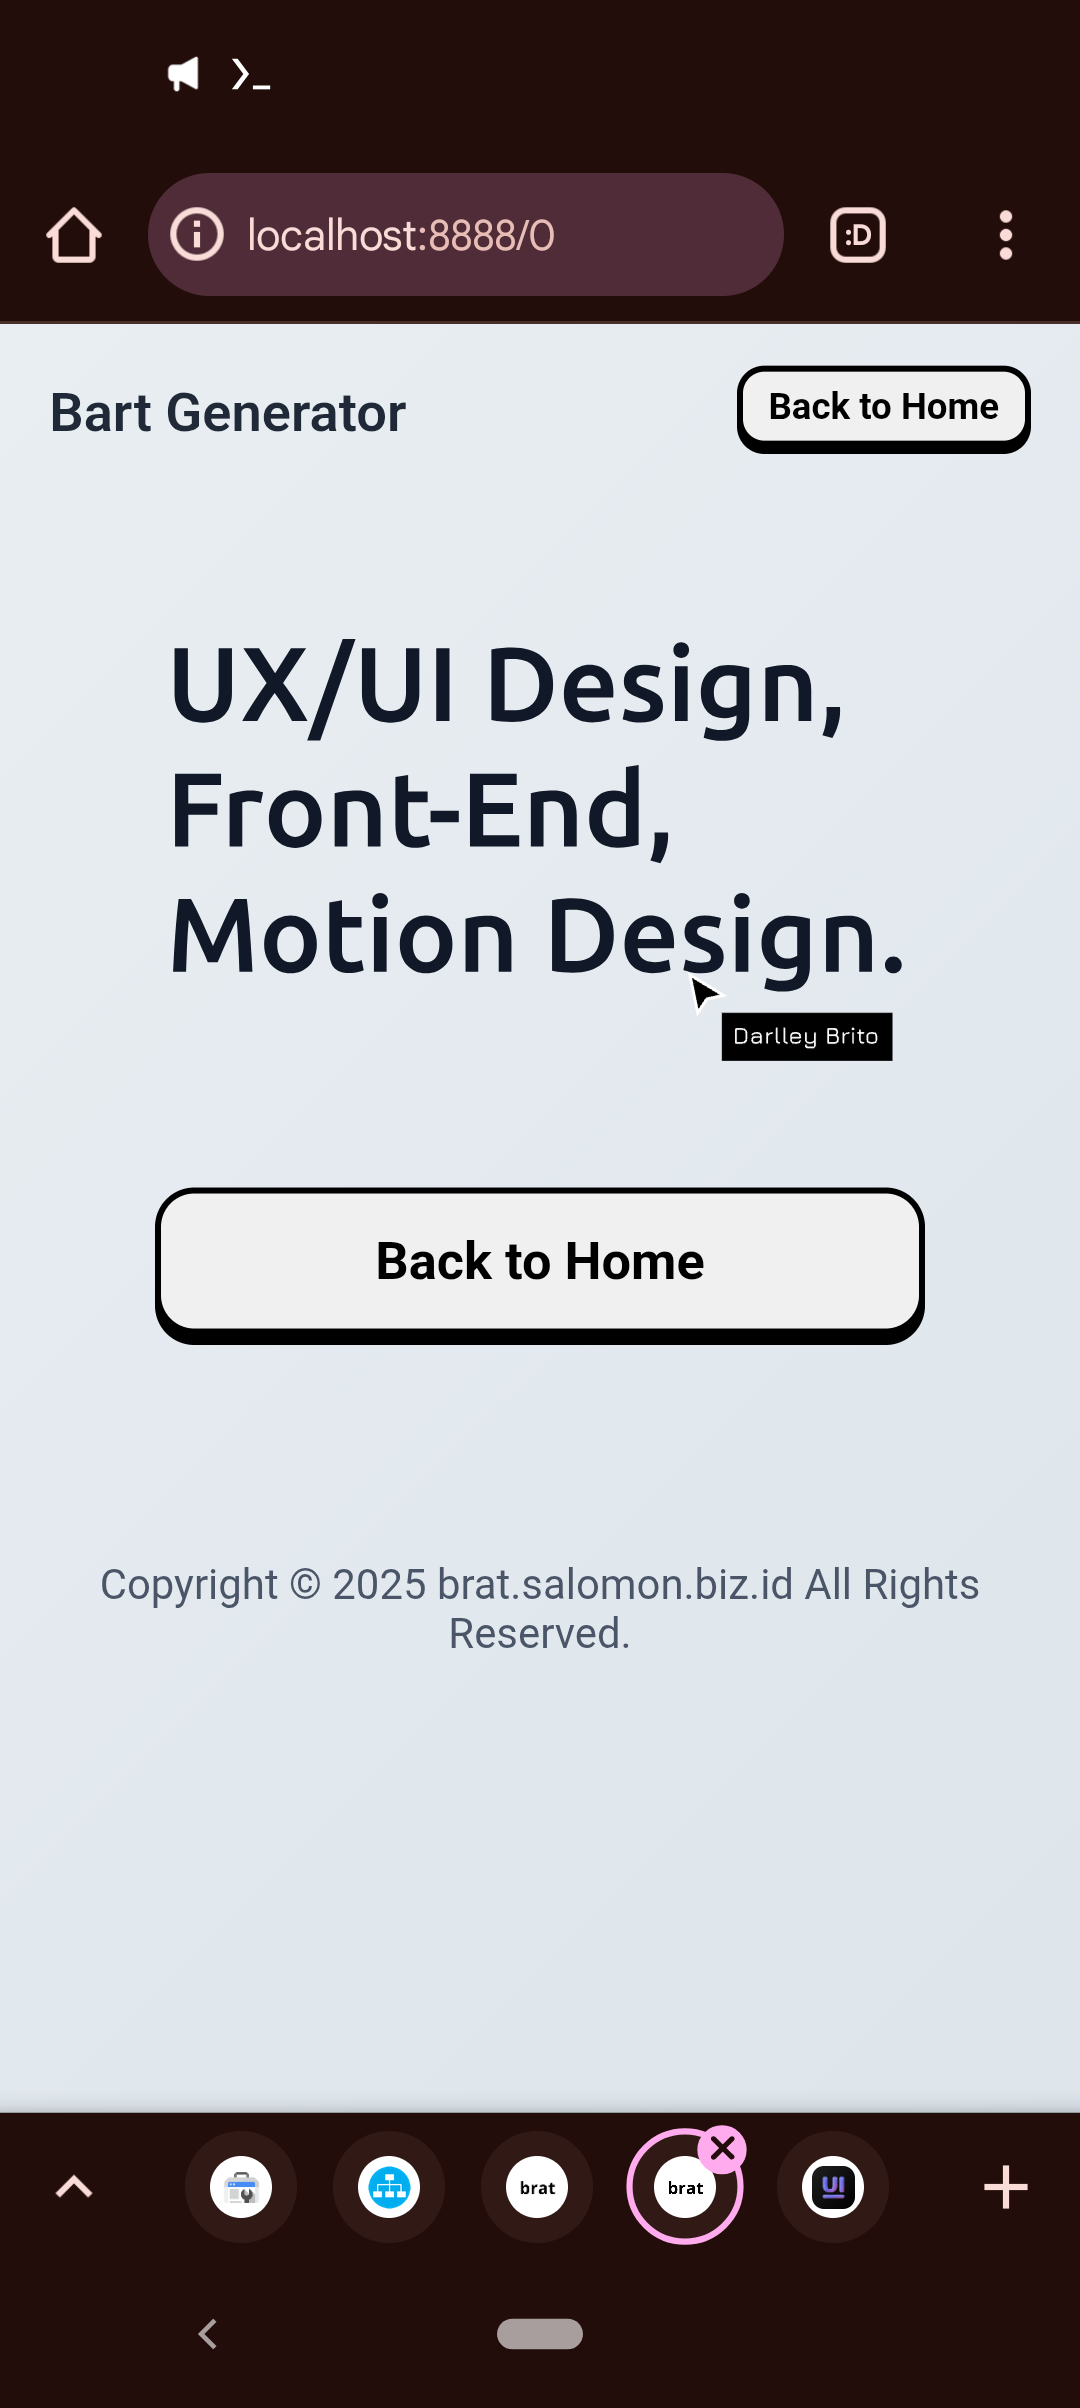 localhost:8888/0
:D
Bart Generator
Back to Home
UX/UI Design,
Front-End,
Motion Design.
Darlley Brito
Back to Home
Copyright © 2025 brat.salomon.biz.id All Rights
Reserved.
brat
brat
UI